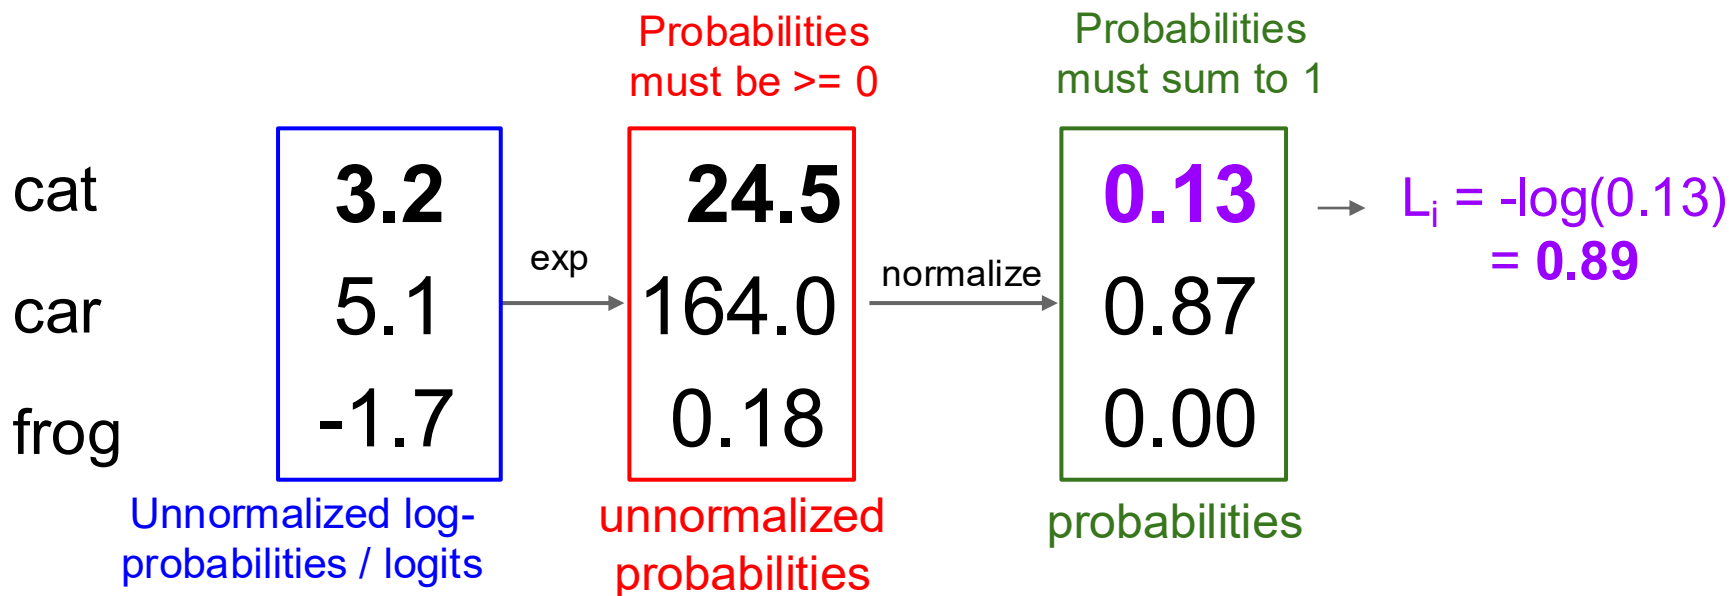 Probabilities
must be >= 0
Probabilities
must sum to 1
cat 3.2 24.5 0.13 Li = -log(0.13)
= 0.89
exp normalize
car 5.1 164.0 0.87
frog -1.7 0.18 0.00
Unnormalized log-
probabilities / logits
unnormalized
probabilities
probabilities